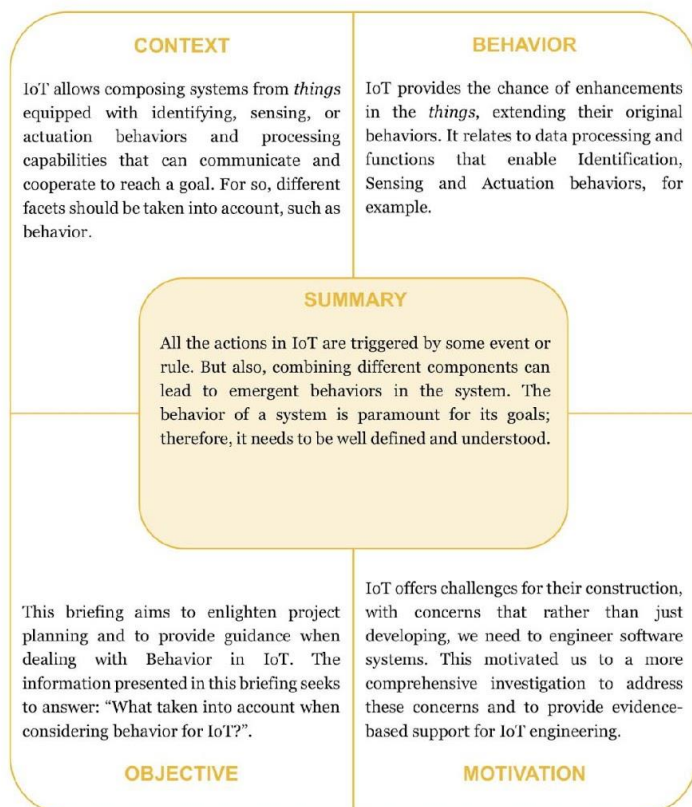 CONTEXT
IoT allows composing systems from things
equipped with identifying, sensing, or
actuation behaviors and processing
capabilities that can communicate and
cooperate to reach a goal. For so, different
facets should be taken into account, such as
behavior.
BEHAVIOR
IoT provides the chance of enhancements
in the things, extending their original
behaviors. It relates to data processing and
functions that enable Identification,
Sensing and Actuation behaviors, for
example.
SUMMARY
All the actions in IoT are triggered by some event or
rule. But also, combining different components can
lead to emergent behaviors in the system. The
behavior of a system is paramount for its goals;
therefore, it needs to be well defined and understood.
This briefing aims to enlighten project
planning and to provide guidance when
dealing with Behavior in IoT. The
information presented in this briefing seeks
to answer: “What taken into account when
considering behavior for IoT?”.
OBJECTIVE
IoT offers challenges for their construction,
with concerns that rather than just
developing, we need to engineer software
systems. This motivated us to a more
comprehensive investigation to address
these concerns and to provide evidence-
based support for IoT engineering.
MOTIVATION